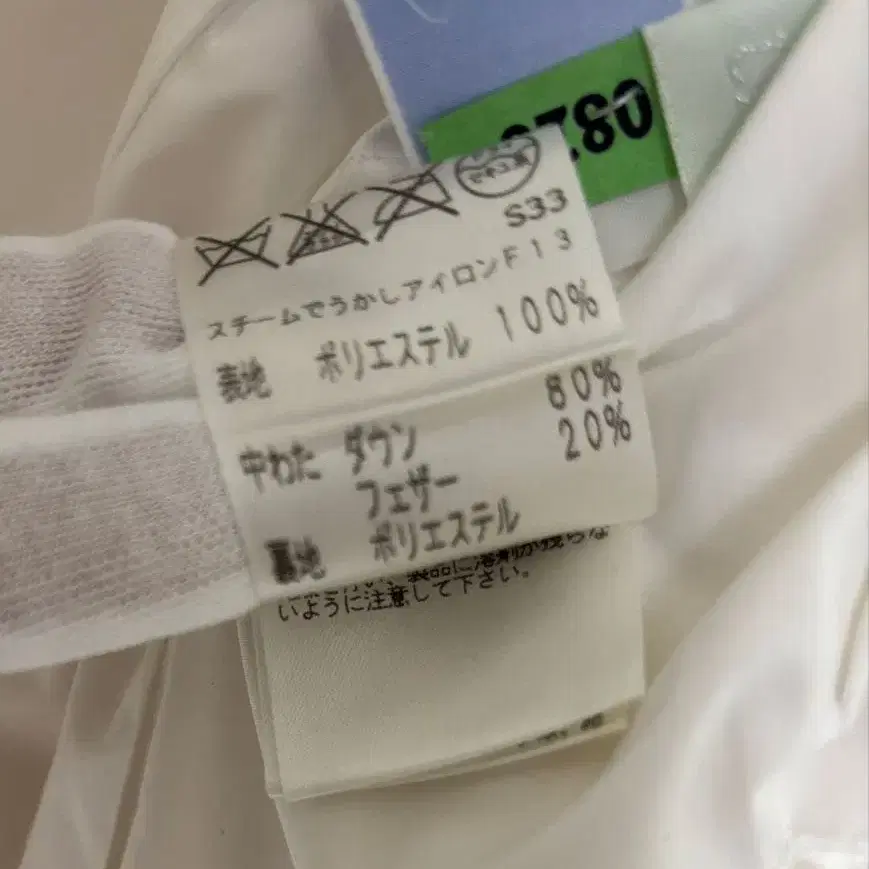 S33
スチームでうかしアイロンF13
表地 ポリエステル 100%
中わた ダウン 80%
フェザー 20%
裏地 ポリエステル
いように注意して下さい。